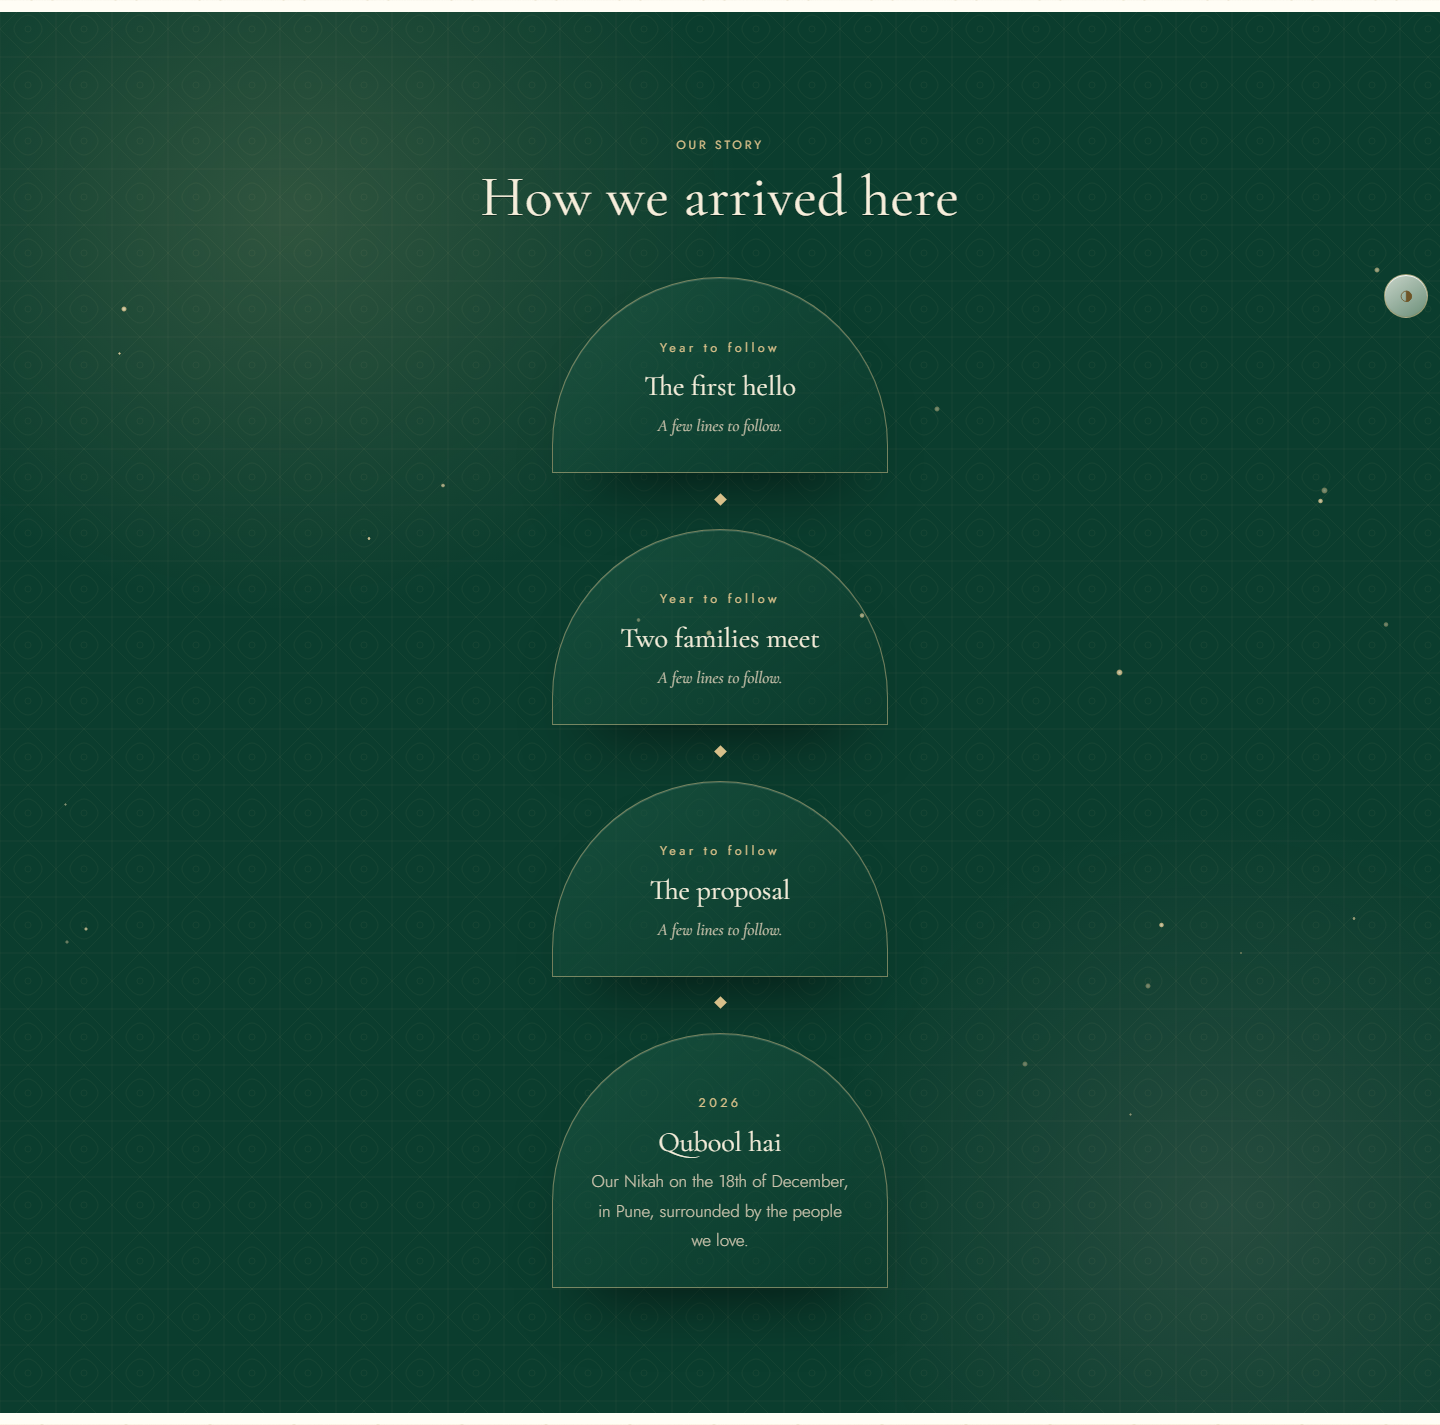 OUR STORY
How we arrived here
Year to follow
The first hello
A few lines to follow.
Year to follow
Two families meet
A few lines to follow.
Year to follow
The proposal
A few lines to follow.
2026
Qubool hai
Our Nikah on the 18th of December,
in Pune, surrounded by the people
we love.